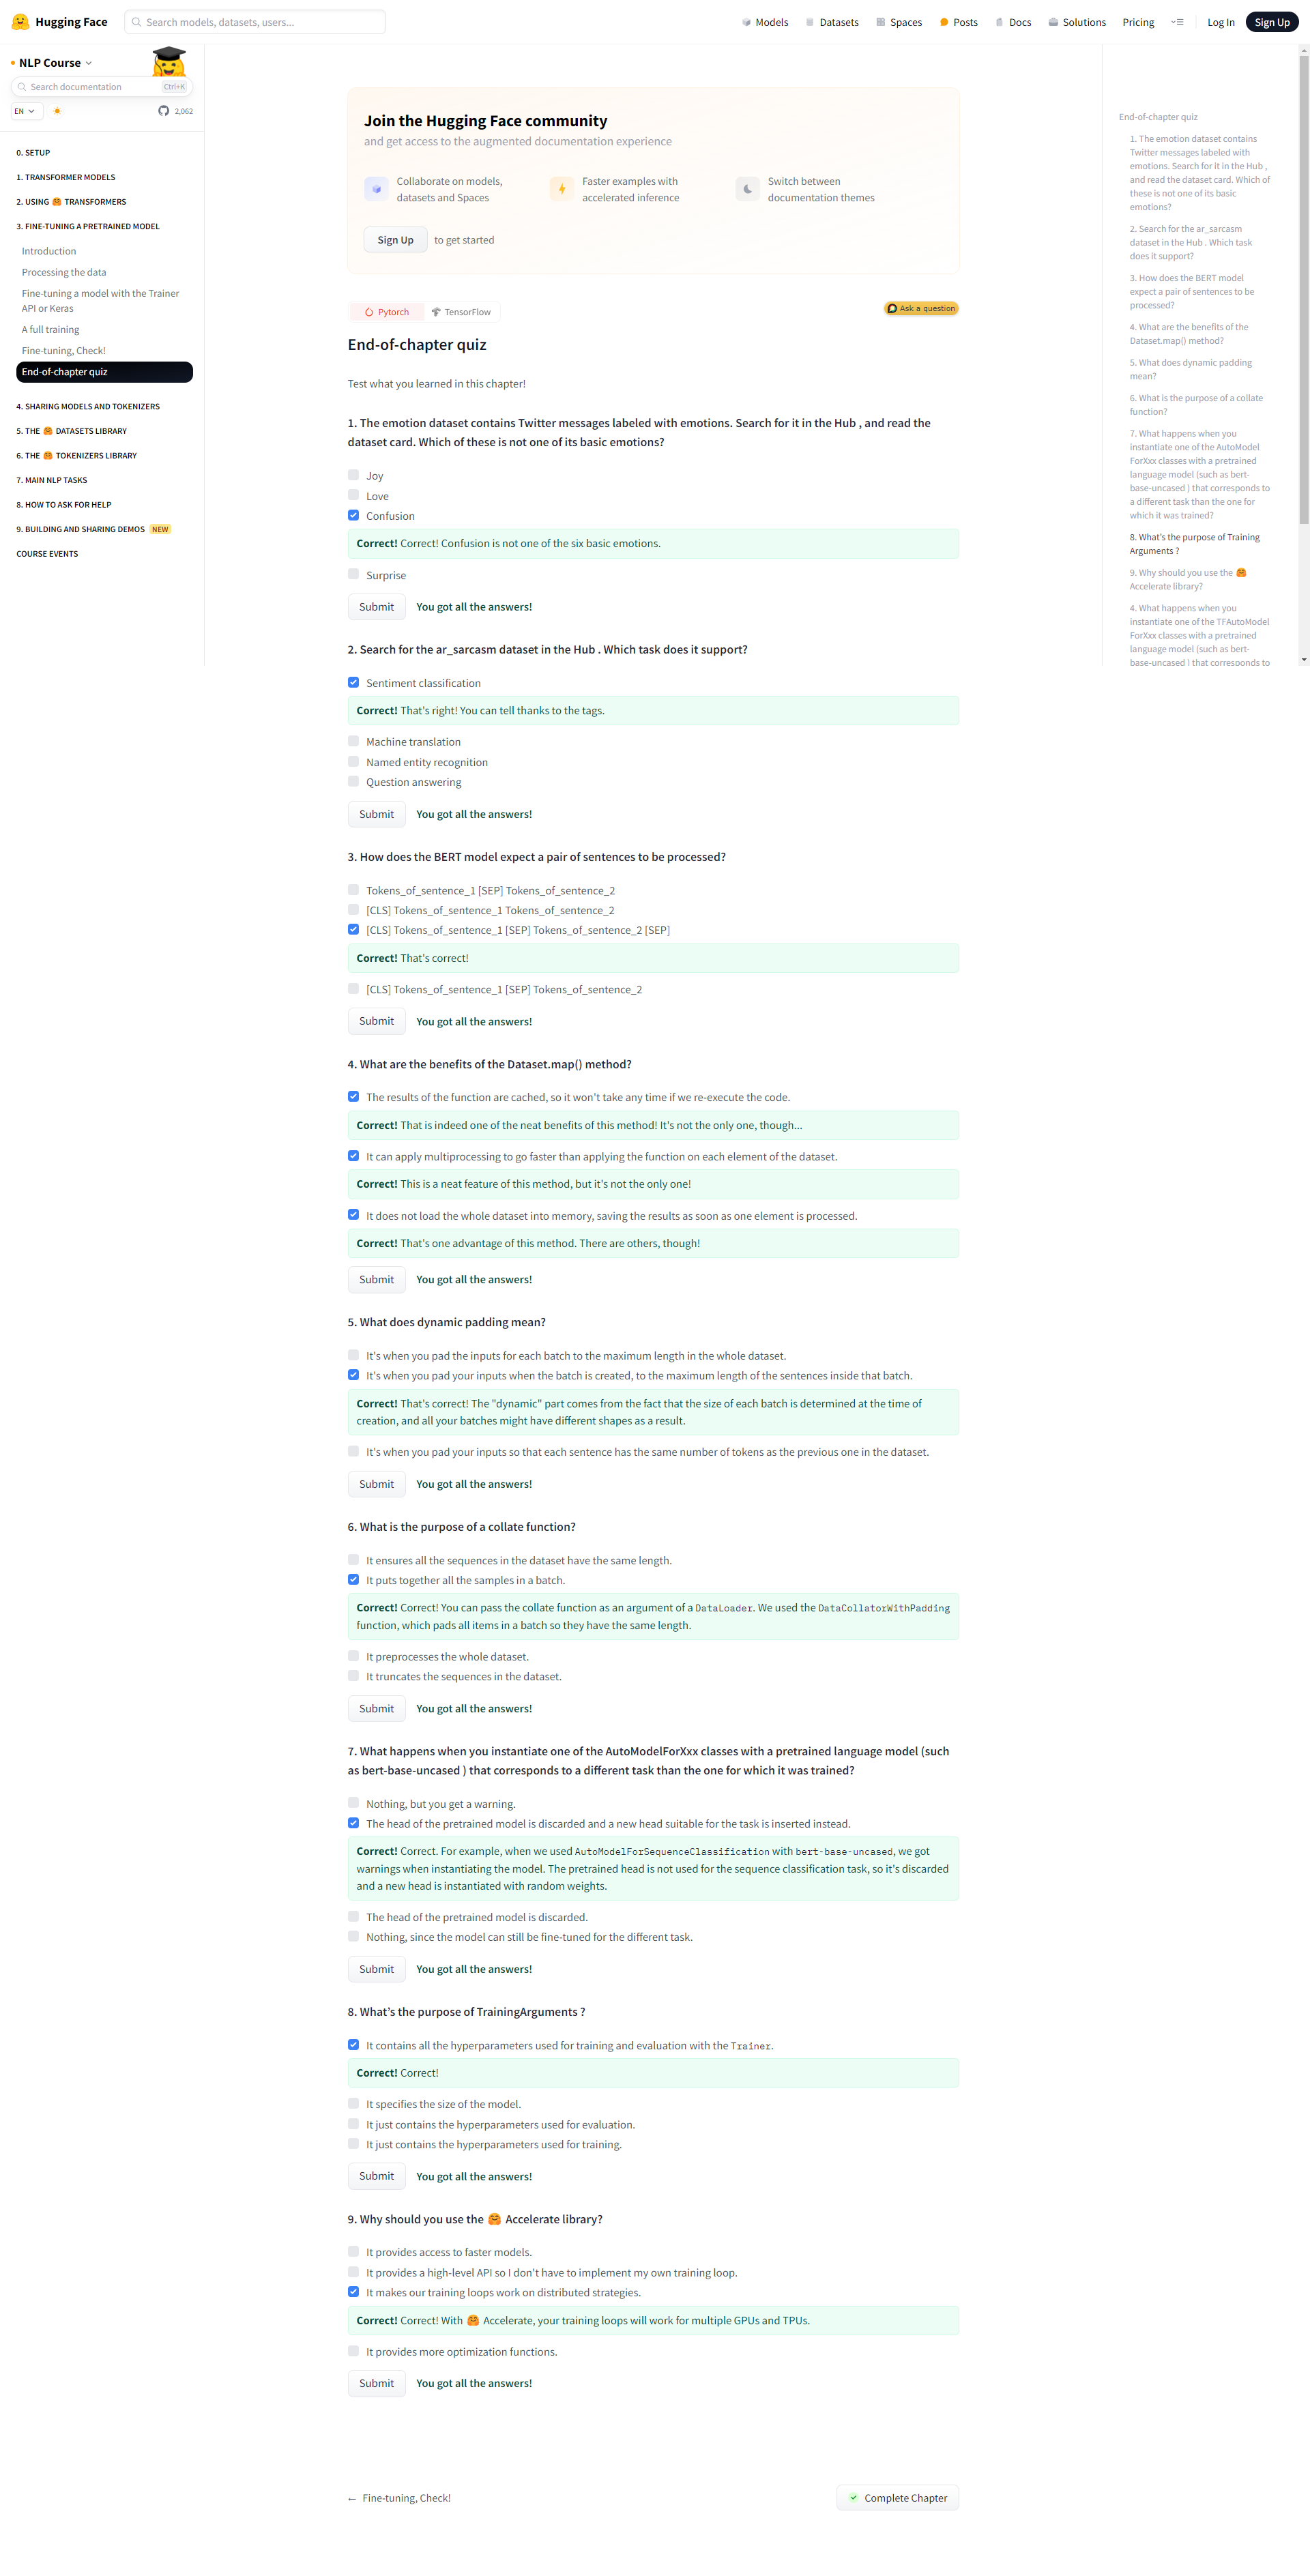 Hugging Face
Search models, datasets, users...
Models
Datasets
Spaces
Posts
Docs
Solutions
Pricing
Log In
Sign Up
NLP Course
Search documentation
Ctrl+K
EN
2,062
0. SETUP
1. TRANSFORMER MODELS
2. USING 🤗 TRANSFORMERS
3. FINE-TUNING A PRETRAINED MODEL
Introduction
Processing the data
Fine-tuning a model with the Trainer
API or Keras
A full training
Fine-tuning, Check!
End-of-chapter quiz
4. SHARING MODELS AND TOKENIZERS
5. THE 🤗 DATASETS LIBRARY
6. THE 🤗 TOKENIZERS LIBRARY
7. MAIN NLP TASKS
8. HOW TO ASK FOR HELP
9. BUILDING AND SHARING DEMOS NEW
COURSE EVENTS
Join the Hugging Face community
and get access to the augmented documentation experience
Collaborate on models,
datasets and Spaces
Faster examples with
accelerated inference
Switch between
documentation themes
Sign Up
to get started
Pytorch
TensorFlow
Ask a question
End-of-chapter quiz
Test what you learned in this chapter!
1. The emotion dataset contains Twitter messages labeled with emotions. Search for it in the Hub , and read the
dataset card. Which of these is not one of its basic emotions?
Joy
Love
Confusion
Correct! Correct! Confusion is not one of the six basic emotions.
Surprise
Submit
You got all the answers!
2. Search for the ar_sarcasm dataset in the Hub . Which task does it support?
Sentiment classification
Correct! That's right! You can tell thanks to the tags.
Machine translation
Named entity recognition
Question answering
Submit
You got all the answers!
3. How does the BERT model expect a pair of sentences to be processed?
Tokens_of_sentence_1 [SEP] Tokens_of_sentence_2
[CLS] Tokens_of_sentence_1 Tokens_of_sentence_2
[CLS] Tokens_of_sentence_1 [SEP] Tokens_of_sentence_2 [SEP]
Correct! That's correct!
[CLS] Tokens_of_sentence_1 [SEP] Tokens_of_sentence_2
Submit
You got all the answers!
4. What are the benefits of the Dataset.map() method?
The results of the function are cached, so it won't take any time if we re-execute the code.
Correct! That is indeed one of the neat benefits of this method! It's not the only one, though...
It can apply multiprocessing to go faster than applying the function on each element of the dataset.
Correct! This is a neat feature of this method, but it's not the only one!
It does not load the whole dataset into memory, saving the results as soon as one element is processed.
Correct! That's one advantage of this method. There are others, though!
Submit
You got all the answers!
5. What does dynamic padding mean?
It's when you pad the inputs for each batch to the maximum length in the whole dataset.
It's when you pad your inputs when the batch is created, to the maximum length of the sentences inside that batch.
Correct! That's correct! The "dynamic" part comes from the fact that the size of each batch is determined at the time of
creation, and all your batches might have different shapes as a result.
It's when you pad your inputs so that each sentence has the same number of tokens as the previous one in the dataset.
Submit
You got all the answers!
6. What is the purpose of a collate function?
It ensures all the sequences in the dataset have the same length.
It puts together all the samples in a batch.
Correct! Correct! You can pass the collate function as an argument of a DataLoader. We used the DataCollatorWithPadding
function, which pads all items in a batch so they have the same length.
It preprocesses the whole dataset.
It truncates the sequences in the dataset.
Submit
You got all the answers!
7. What happens when you instantiate one of the AutoModelForXxx classes with a pretrained language model (such
as bert-base-uncased ) that corresponds to a different task than the one for which it was trained?
Nothing, but you get a warning.
The head of the pretrained model is discarded and a new head suitable for the task is inserted instead.
Correct! Correct. For example, when we used AutoModelForSequenceClassification with bert-base-uncased, we got
warnings when instantiating the model. The pretrained head is not used for the sequence classification task, so it's discarded
and a new head is instantiated with random weights.
The head of the pretrained model is discarded.
Nothing, since the model can still be fine-tuned for the different task.
Submit
You got all the answers!
8. What's the purpose of TrainingArguments ?
It contains all the hyperparameters used for training and evaluation with the Trainer.
Correct! Correct!
It specifies the size of the model.
It just contains the hyperparameters used for evaluation.
It just contains the hyperparameters used for training.
Submit
You got all the answers!
9. Why should you use the 🤗 Accelerate library?
It provides access to faster models.
It provides a high-level API so I don't have to implement my own training loop.
It makes our training loops work on distributed strategies.
Correct! Correct! With 🤗 Accelerate, your training loops will work for multiple GPUs and TPUs.
It provides more optimization functions.
Submit
You got all the answers!
← Fine-tuning, Check!
Complete Chapter
End-of-chapter quiz
1. The emotion dataset contains
Twitter messages labeled with
emotions. Search for it in the Hub ,
and read the dataset card. Which of
these is not one of its basic
emotions?
2. Search for the ar_sarcasm
dataset in the Hub . Which task
does it support?
3. How does the BERT model
expect a pair of sentences to be
processed?
4. What are the benefits of the
Dataset.map() method?
5. What does dynamic padding
mean?
6. What is the purpose of a collate
function?
7. What happens when you
instantiate one of the AutoModel
ForXxx classes with a pretrained
language model (such as bert-
base-uncased ) that corresponds to
a different task than the one for
which it was trained?
8. What's the purpose of Training
Arguments ?
9. Why should you use the 🤗
Accelerate library?
4. What happens when you
instantiate one of the TFAutoModel
ForXxx classes with a pretrained
language model (such as bert-
base-uncased ) that corresponds to